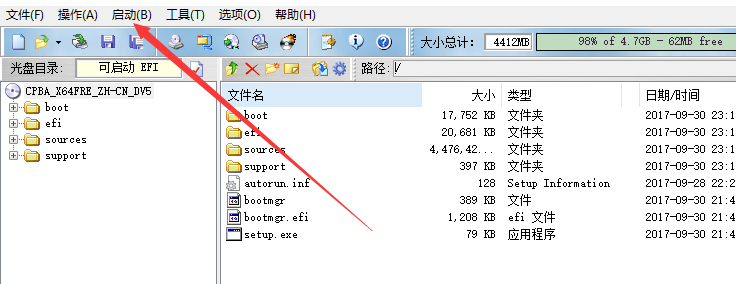 文件(F) 操作(A) 启动(B) 工具(T) 选项(O) 帮助(H)
大小总计: 4412MB 98% of 4.7GB - 62MB free
光盘目录: 可启动 EFI 路径: /
CPBA_X64FRE_ZH-CN_DV5
boot
efi
sources
support
文件名 大小 类型 日期/时间
boot 17,752 KB 文件夹 2017-09-30 23:1
efi 20,681 KB 文件夹 2017-09-30 23:1
sources 4,476,42... 文件夹 2017-09-30 23:1
support 397 KB 文件夹 2017-09-30 23:1
autorun.inf 128 Setup Information 2017-09-28 22:2
bootmgr 389 KB 文件 2017-09-30 21:4
bootmgr.efi 1,208 KB efi 文件 2017-09-30 21:4
setup.exe 79 KB 应用程序 2017-09-30 21:4